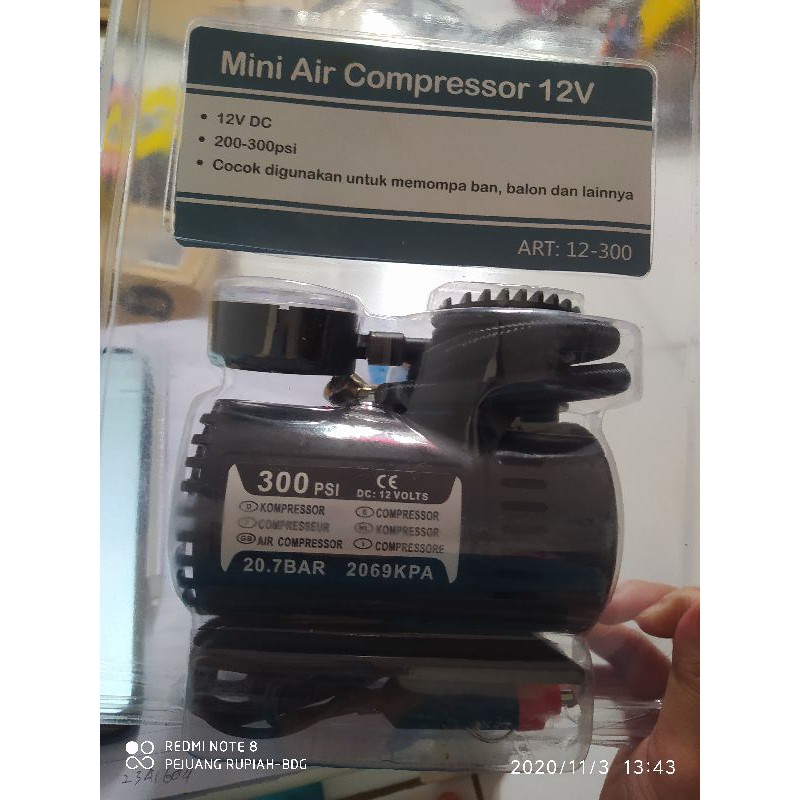 Mini Air Compressor 12V
• 12V DC
• 200-300psi
• Cocok digunakan untuk memompa ban, balon dan lainnya
ART: 12-300
300 PSI
CE
DC: 12 VOLTS
D KOMPRESSOR
E COMPRESSOR
F COMPRESSEUR
NL KOMPRESSOR
GB AIR COMPRESSOR
I COMPRESSORE
20.7BAR 2069KPA
REDMI NOTE 8
PEJUANG RUPIAH-BDG
2020/11/3 13:43